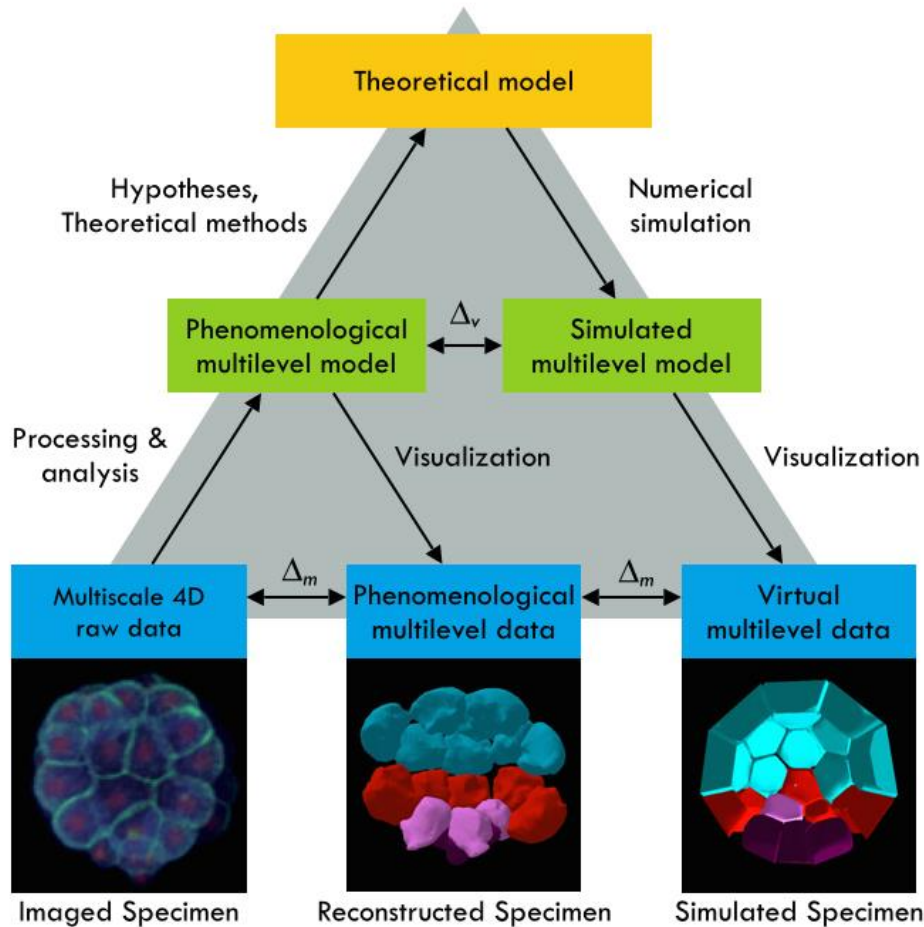 Theoretical model
Hypotheses,
Theoretical methods
Numerical
simulation
Phenomenological
multilevel model
Δv
Simulated
multilevel model
Processing &
analysis
Visualization
Visualization
Multiscale 4D
raw data
Δm
Phenomenological
multilevel data
Δm
Virtual
multilevel data
Imaged Specimen
Reconstructed Specimen
Simulated Specimen